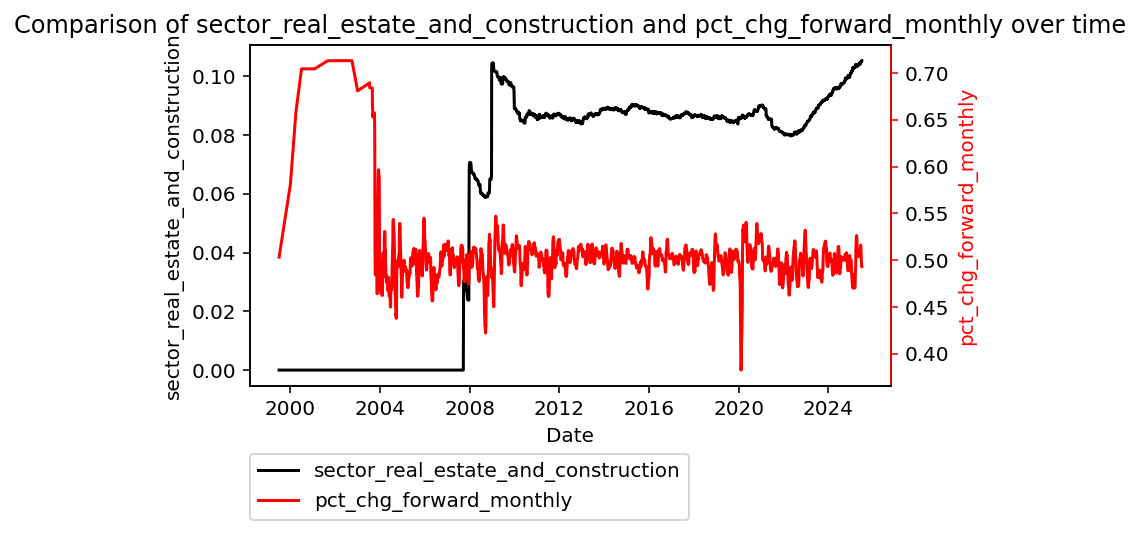 Comparison of sector_real_estate_and_construction and pct_chg_forward_monthly over time
sector_real_estate_and_construction
0.10
0.08
0.06
0.04
0.02
0.00
0.70
0.65
0.60
0.55
0.50
0.45
0.40
pct_chg_forward_monthly
2000 2004 2008 2012 2016 2020 2024
Date
sector_real_estate_and_construction
pct_chg_forward_monthly